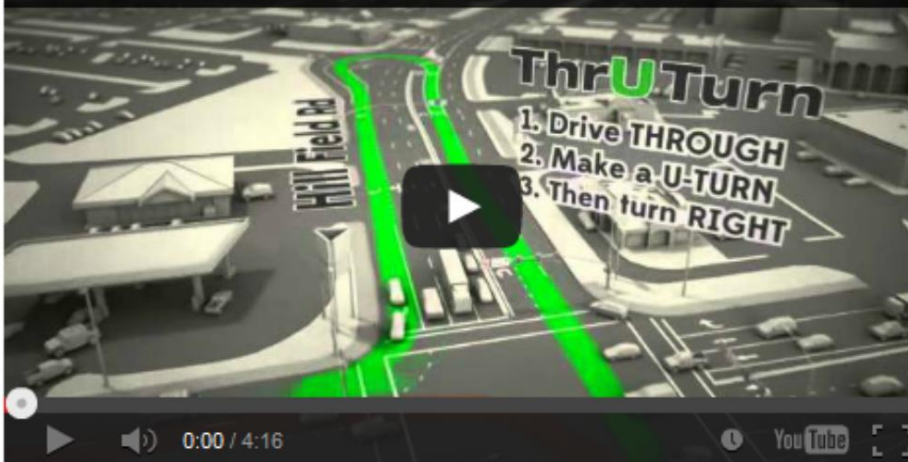 ThrUTurn
1. Drive THROUGH
2. Make a U-TURN
3. Then turn RIGHT
Hill Field Rd
0:00 / 4:16
YouTube